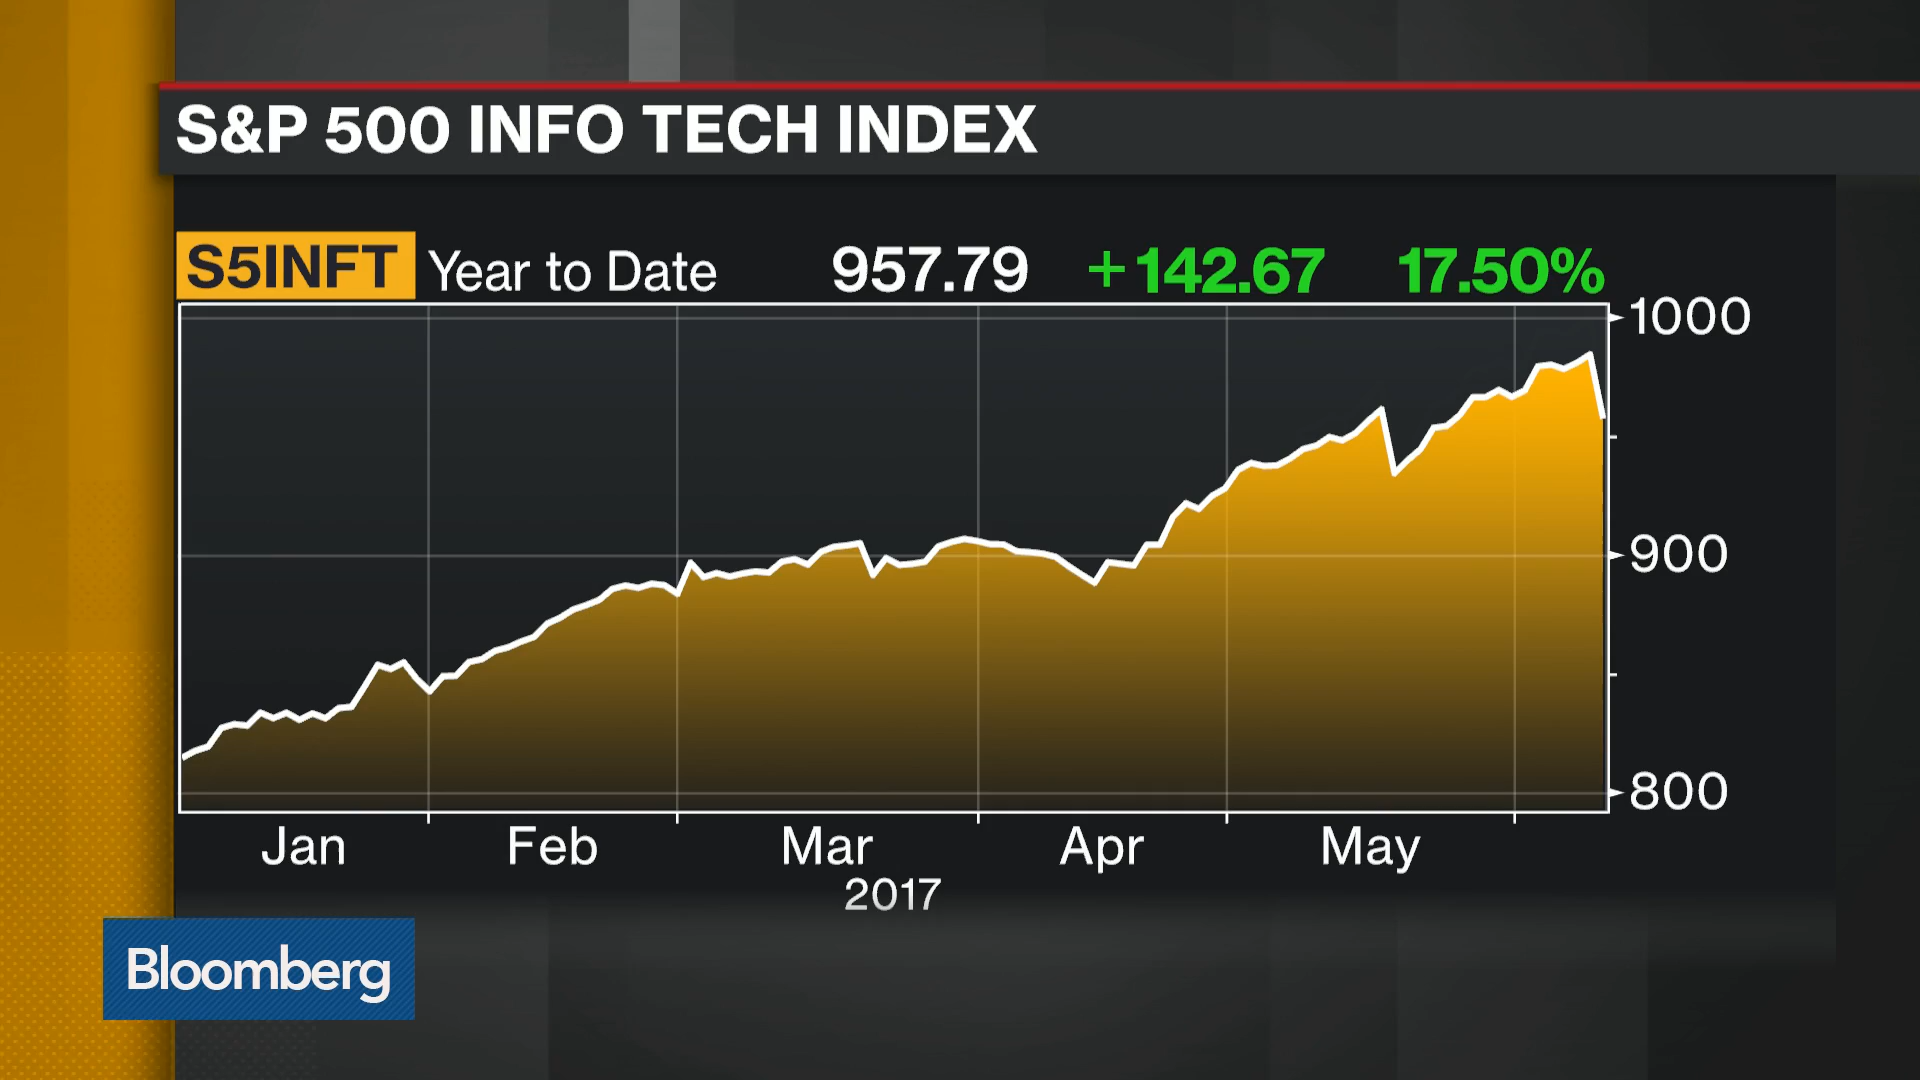 S&P 500 INFO TECH INDEX
S5INFT Year to Date 957.79 +142.67 17.50%
1000
900
800
Jan Feb Mar Apr May
2017
Bloomberg